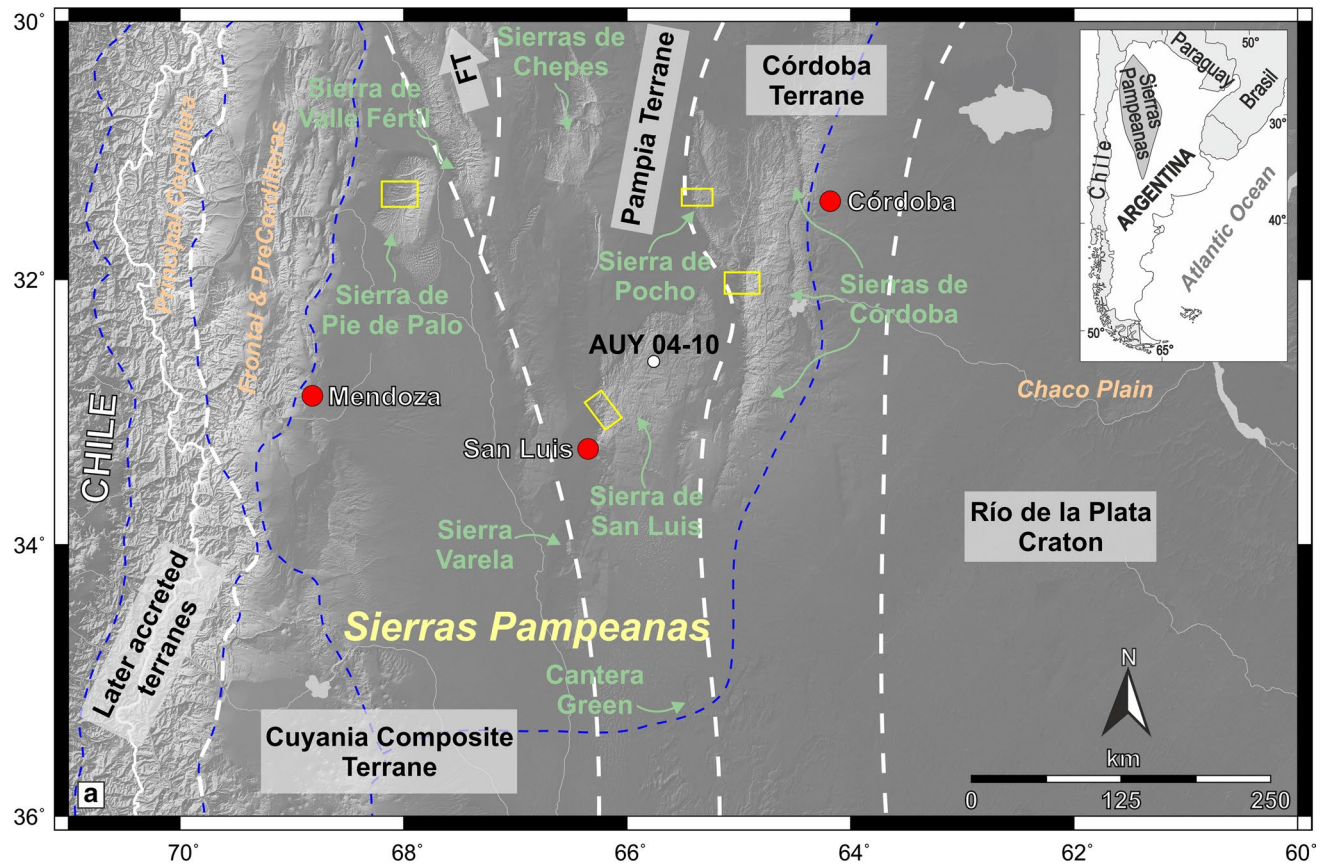 30°
32°
34°
36°
70°
68°
66°
64°
62°
60°
CHILE
Principal Cordillera
Frontal & PreCordilleras
Later accreted
terranes
FT
Sierras de
Chepes
Sierra de
Valle Fértil
Pampia Terrane
Córdoba
Terrane
Córdoba
Sierra de
Pocho
Sierras de
Córdoba
Sierra de
Pie de Palo
AUY 04-10
Mendoza
San Luis
Sierra de
San Luis
Sierra
Varela
Chaco Plain
Río de la Plata
Craton
Sierras Pampeanas
Cantera
Green
Cuyania Composite
Terrane
a
N
km
0
125
250
Paraguay
50°
Brasil
Sierras
Pampeanas
30°
Chile
ARGENTINA
40°
Atlantic Ocean
50°
65°